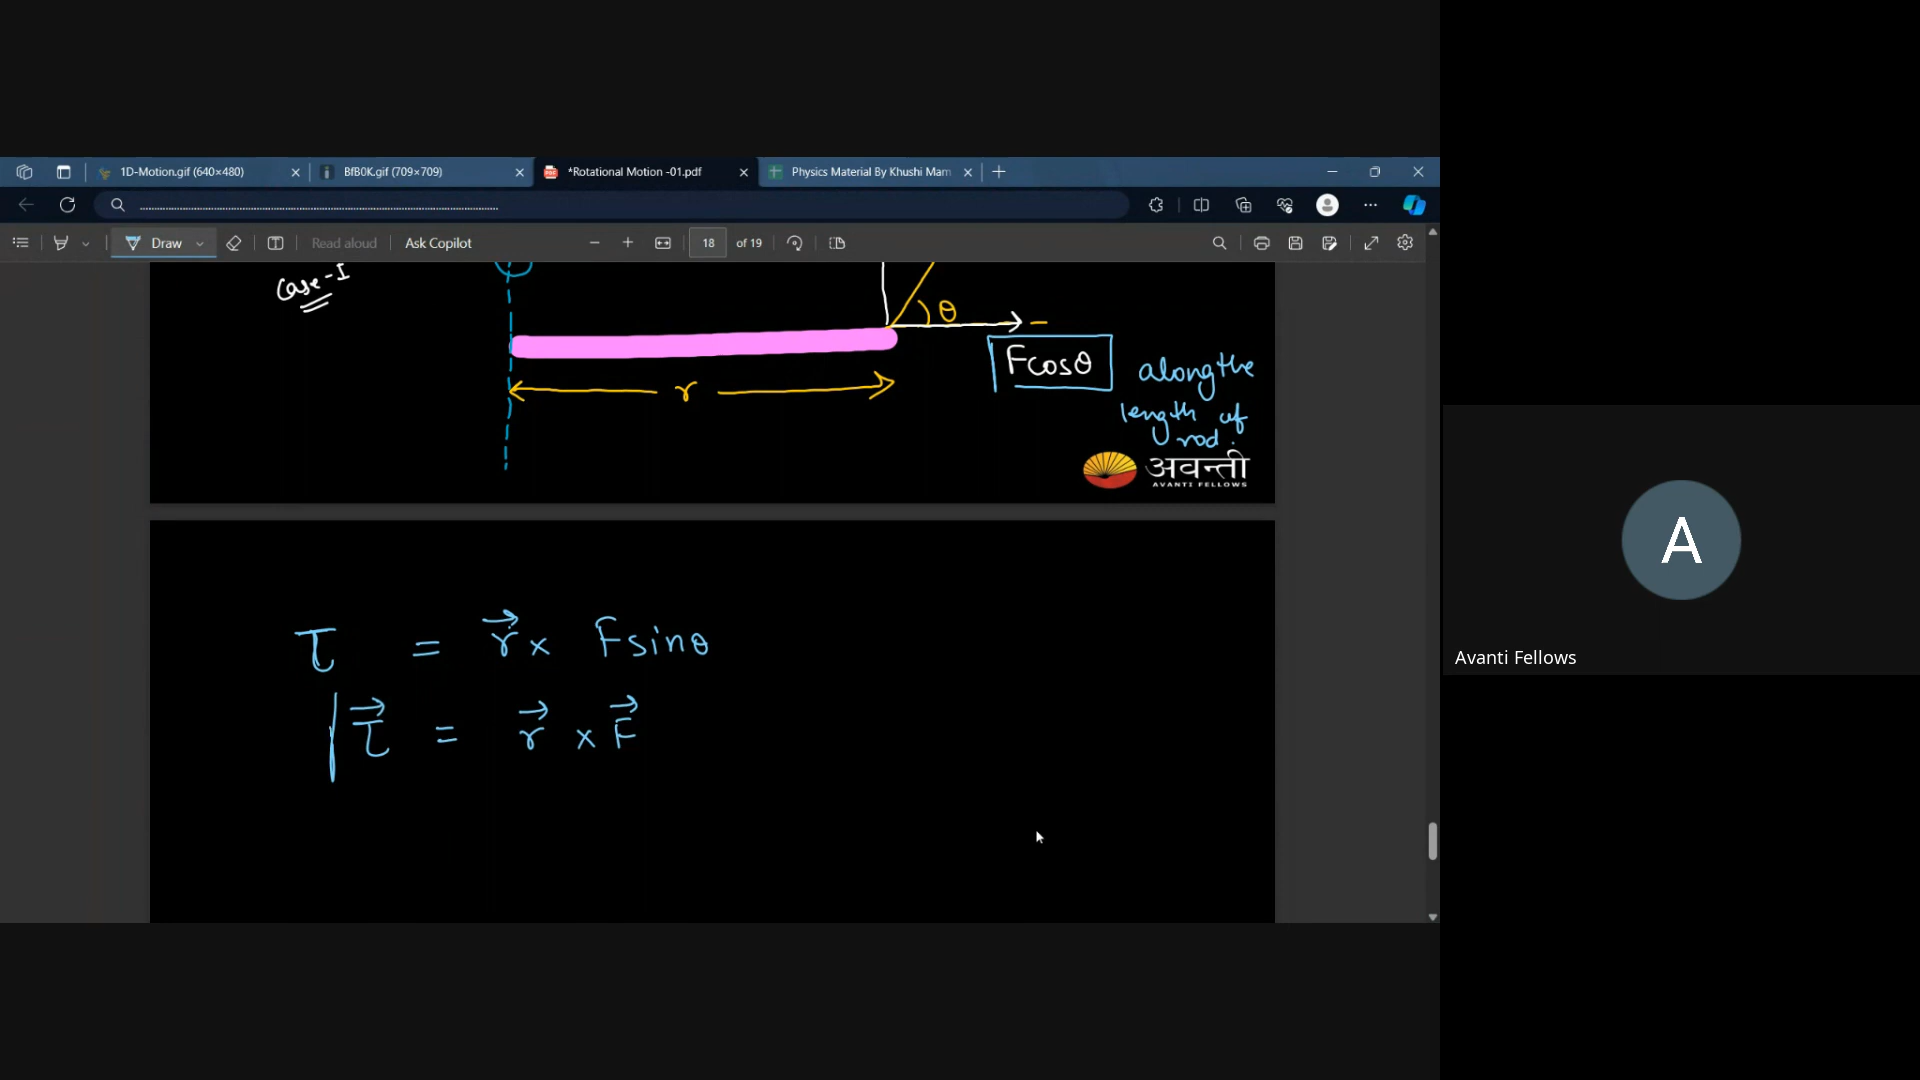 1D-Motion.gif (640×480)
BfB0K.gif (709×709)
*Rotational Motion -01.pdf
Physics Material By Khushi Mam
Draw
Read aloud
Ask Copilot
18 of 19
Case-I
θ
Fcosθ
along the
length of
rod.
r
अवन्ती
AVANTI FELLOWS
τ = r⃗ × Fsinθ
|τ⃗ = r⃗ × F⃗
A
Avanti Fellows